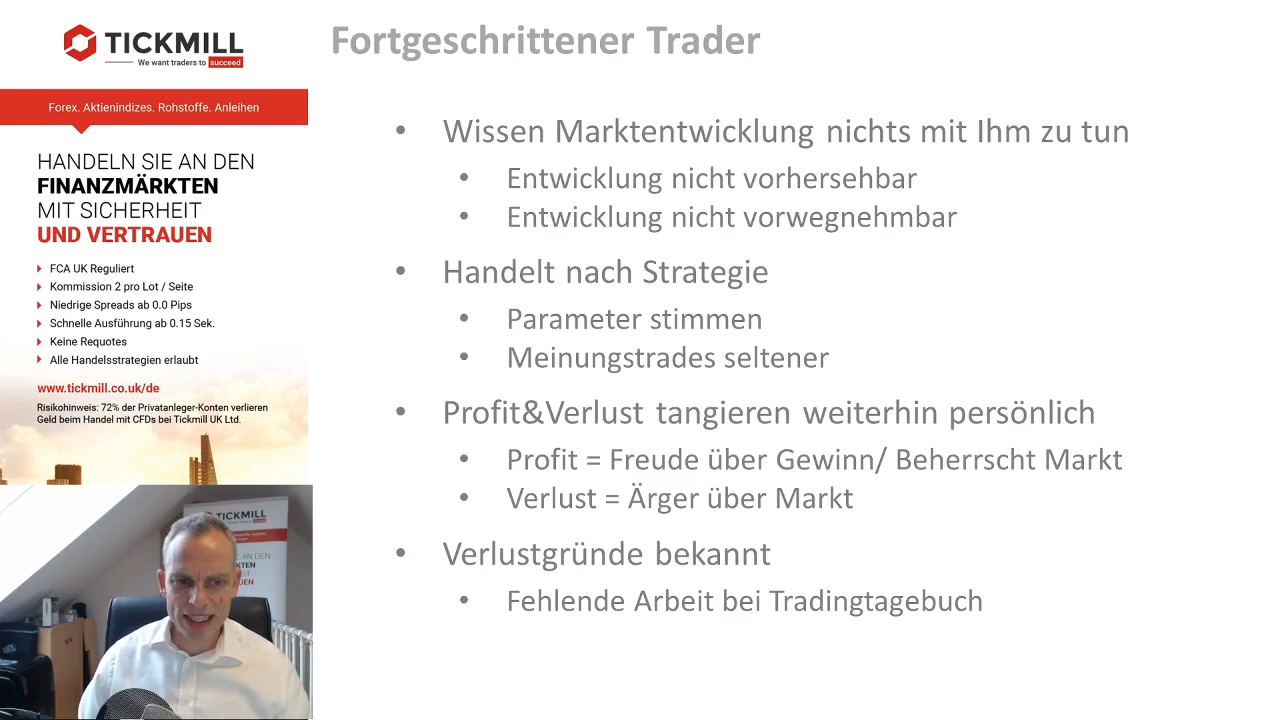 TICKMILL
We want traders to succeed
Forex. Aktienindizes. Rohstoffe. Anleihen
HANDELN SIE AN DEN
FINANZMÄRKTEN
MIT SICHERHEIT
UND VERTRAUEN
FCA UK Reguliert
Kommission 2 pro Lot / Seite
Niedrige Spreads ab 0.0 Pips
Schnelle Ausführung ab 0.15 Sek.
Keine Requotes
Alle Handelsstrategien erlaubt
www.tickmill.co.uk/de
Risikohinweis: 72% der Privatanleger-Konten verlieren
Geld beim Handel mit CFDs bei Tickmill UK Ltd.
TICKMILL
Fortgeschrittener Trader
• Wissen Marktentwicklung nichts mit Ihm zu tun
• Entwicklung nicht vorhersehbar
• Entwicklung nicht vorwegnehmbar
• Handelt nach Strategie
• Parameter stimmen
• Meinungstrades seltener
• Profit&Verlust tangieren weiterhin persönlich
• Profit = Freude über Gewinn/ Beherrscht Markt
• Verlust = Ärger über Markt
• Verlustgründe bekannt
• Fehlende Arbeit bei Tradingtagebuch